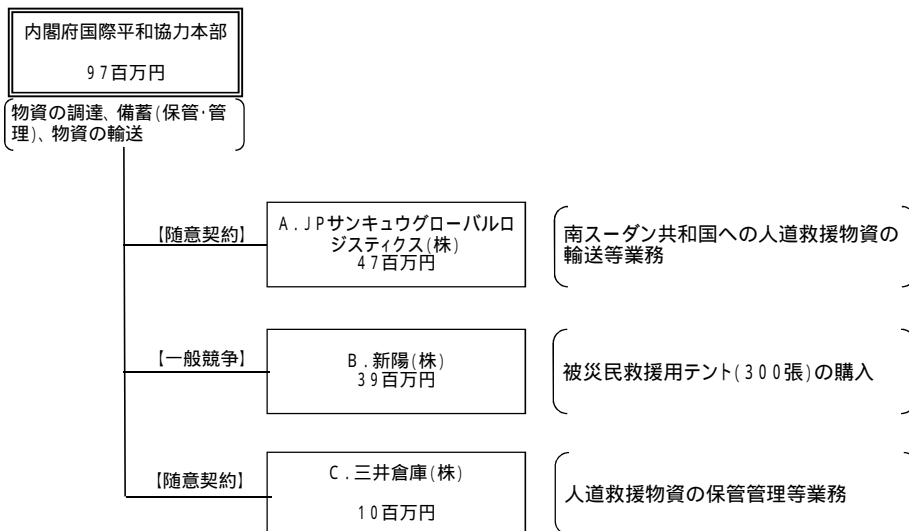 内閣府国際平和協力本部
97百万円
物資の調達、備蓄(保管・管
理)、物資の輸送
【随意契約】
A.JPサンキュウグローバルロ
ジスティクス(株)
47百万円
南スーダン共和国への人道救援物資の
輸送等業務
【一般競争】
B.新陽(株)
39百万円
被災民救援用テント(300張)の購入
【随意契約】
C.三井倉庫(株)
10百万円
人道救援物資の保管管理等業務